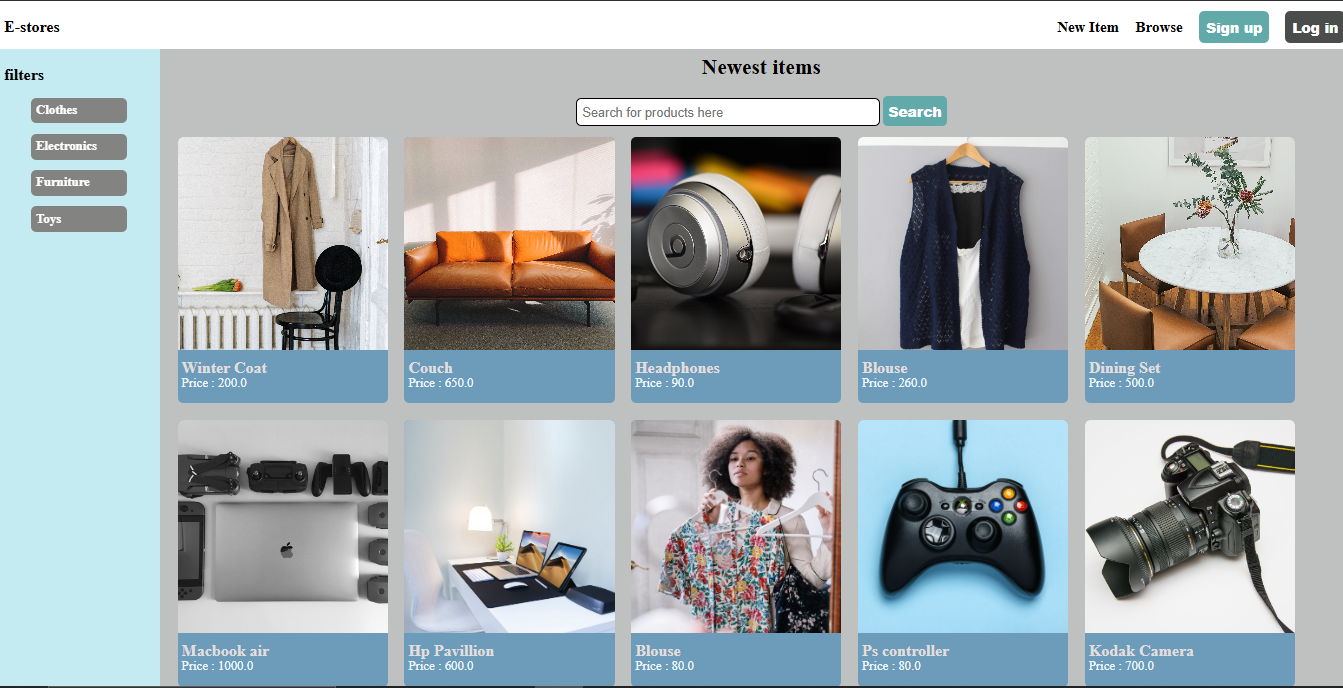 E-stores
New Item Browse Sign up Log in
filters
Clothes
Electronics
Furniture
Toys
Newest items
Search for products here Search
Winter Coat
Price : 200.0
Couch
Price : 650.0
Headphones
Price : 90.0
Blouse
Price : 260.0
Dining Set
Price : 500.0
Macbook air
Price : 1000.0
Hp Pavillion
Price : 600.0
Blouse
Price : 80.0
Ps controller
Price : 80.0
Kodak Camera
Price : 700.0